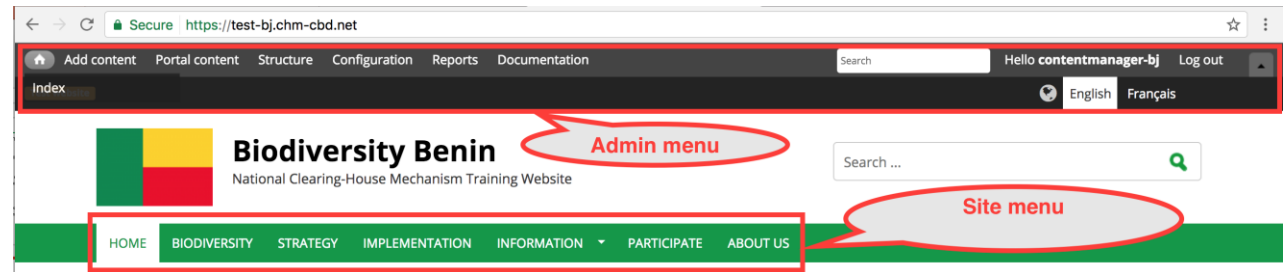 Secure https://test-bj.chm-cbd.net
Add content Portal content Structure Configuration Reports Documentation Search Hello contentmanager-bj Log out
Index English Français
Admin menu
Biodiversity Benin
National Clearing-House Mechanism Training Website
Search ...
Site menu
HOME BIODIVERSITY STRATEGY IMPLEMENTATION INFORMATION PARTICIPATE ABOUT US